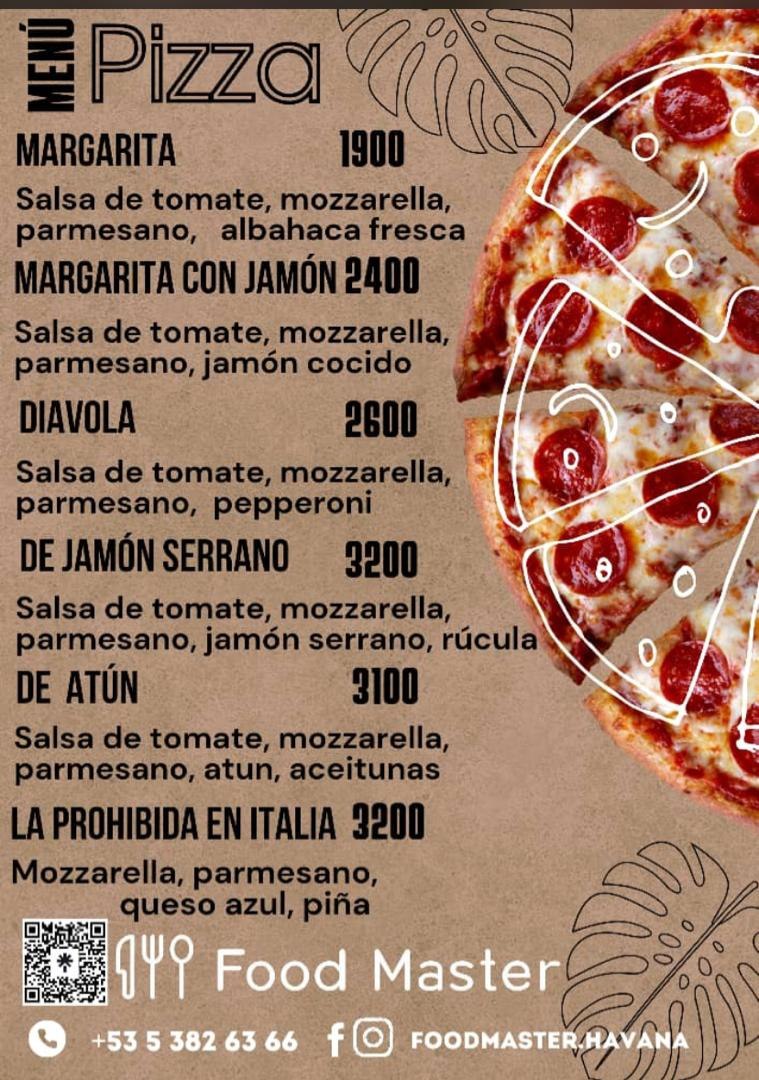 MENÚ Pizza
MARGARITA 1900
Salsa de tomate, mozzarella,
parmesano, albahaca fresca
MARGARITA CON JAMÓN 2400
Salsa de tomate, mozzarella,
parmesano, jamón cocido
DIAVOLA 2600
Salsa de tomate, mozzarella,
parmesano, pepperoni
DE JAMÓN SERRANO 3200
Salsa de tomate, mozzarella,
parmesano, jamón serrano, rúcula
DE ATÚN 3100
Salsa de tomate, mozzarella,
parmesano, atun, aceitunas
LA PROHIBIDA EN ITALIA 3200
Mozzarella, parmesano,
queso azul, piña
Food Master
+53 5 382 63 66 FOODMASTER.HAVANA